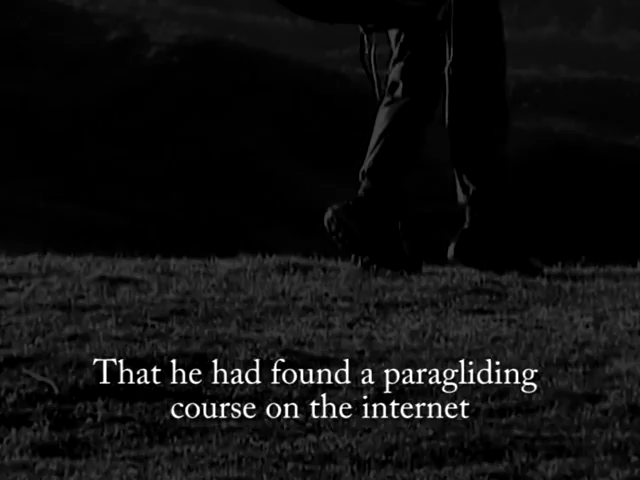 That he had found a paragliding
course on the internet